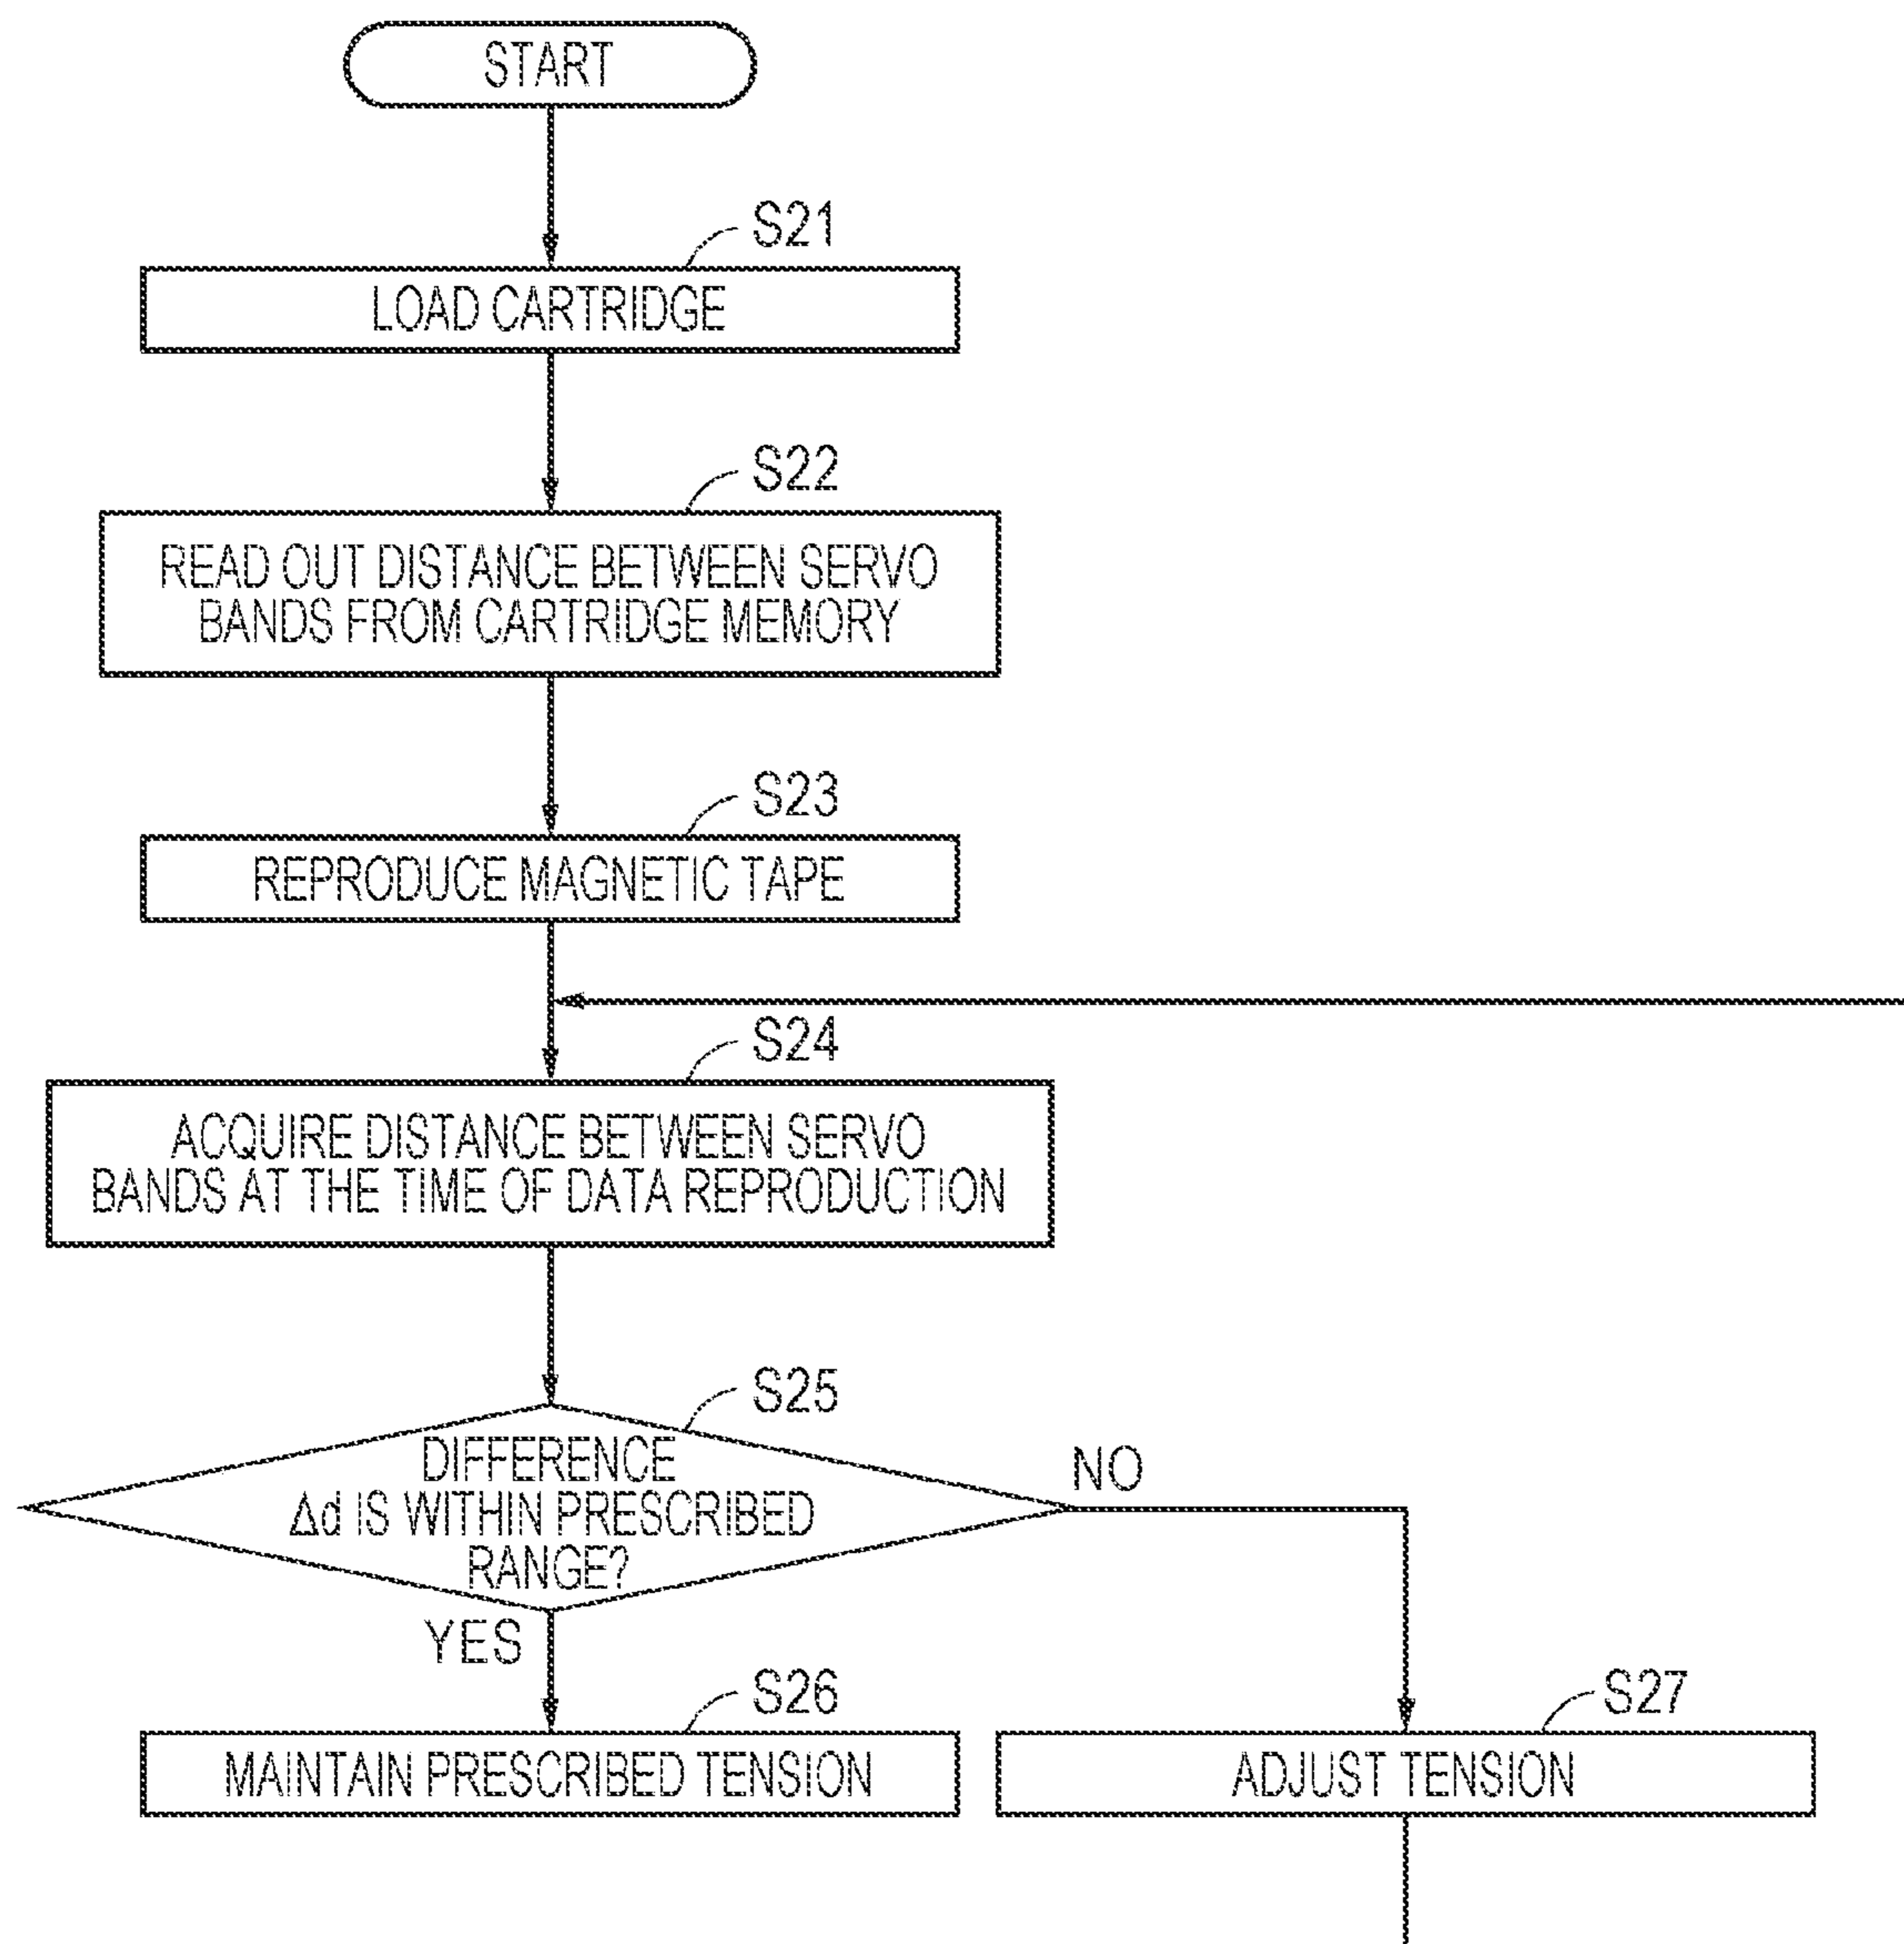 START
S21
LOAD CARTRIDGE
S22
READ OUT DISTANCE BETWEEN SERVO
BANDS FROM CARTRIDGE MEMORY
S23
REPRODUCE MAGNETIC TAPE
S24
ACQUIRE DISTANCE BETWEEN SERVO
BANDS AT THE TIME OF DATA REPRODUCTION
S25
DIFFERENCE
Δd IS WITHIN PRESCRIBED
RANGE?
NO
YES
S26
MAINTAIN PRESCRIBED TENSION
S27
ADJUST TENSION